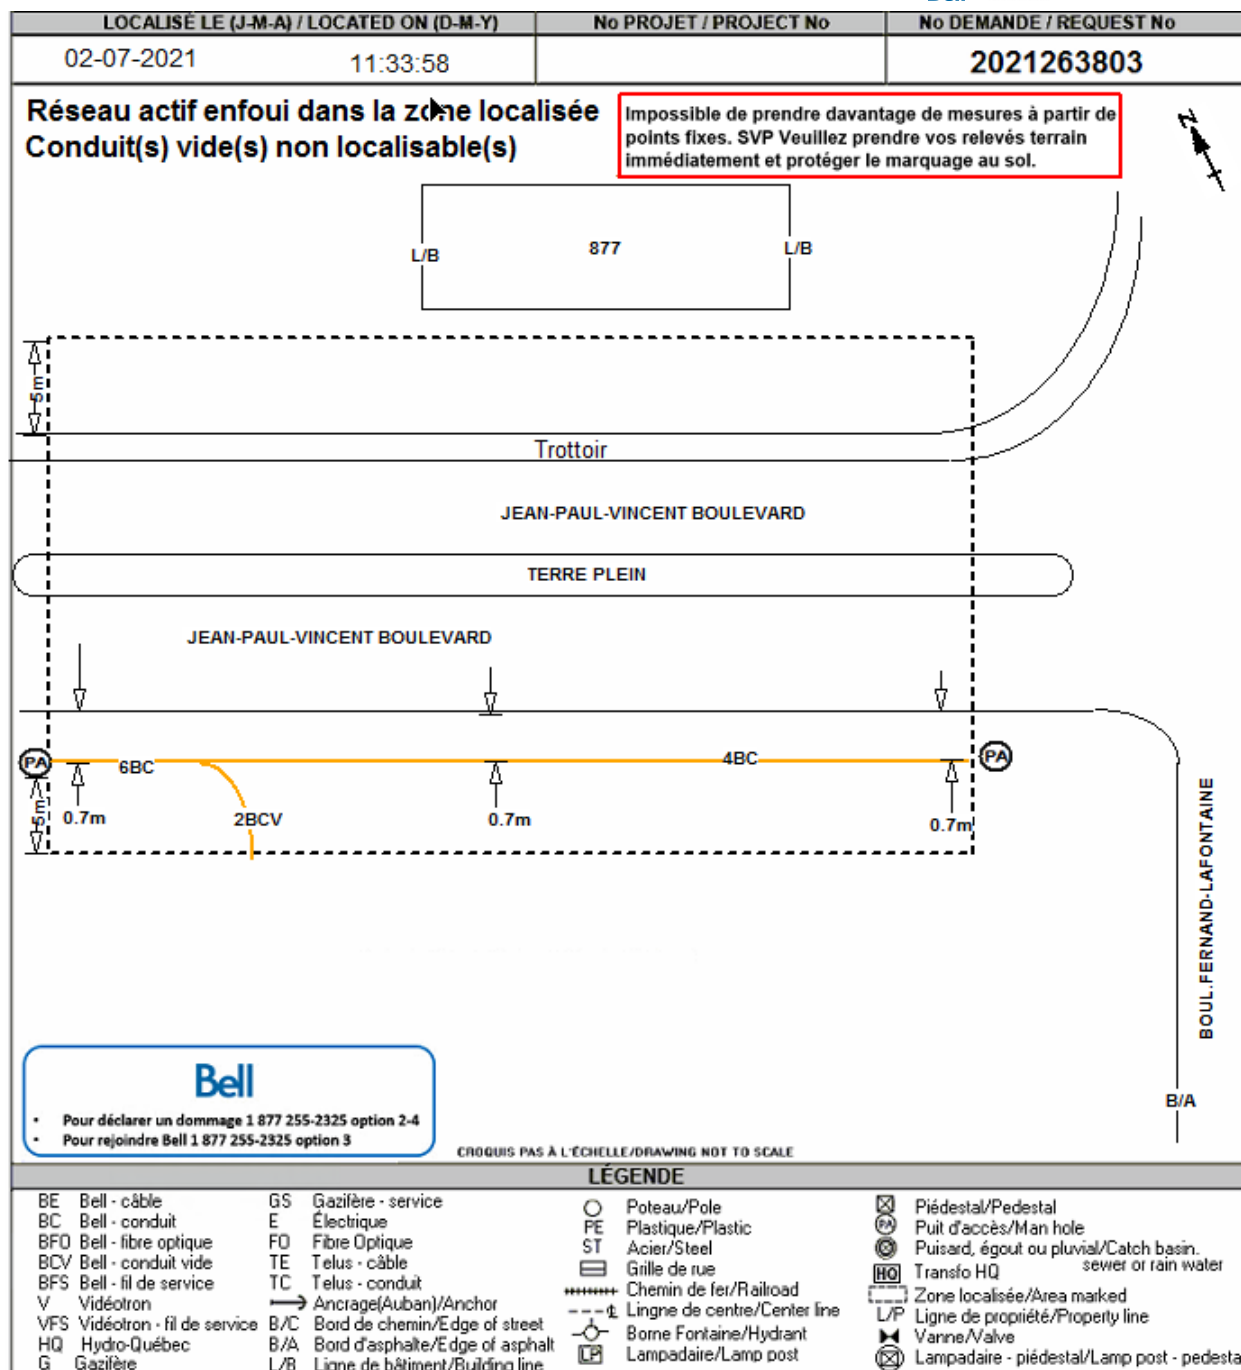 LOCALISÉ LE (J-M-A) / LOCATED ON (D-M-Y)
No PROJET / PROJECT No
No DEMANDE / REQUEST No
02-07-2021
11:33:58
2021263803
Réseau actif enfoui dans la zone localisée
Conduit(s) vide(s) non localisable(s)
Impossible de prendre davantage de mesures à partir de
points fixes. SVP Veuillez prendre vos relevés terrain
immédiatement et protéger le marquage au sol.
N
L/B
877
L/B
5m
Trottoir
JEAN-PAUL-VINCENT BOULEVARD
TERRE PLEIN
JEAN-PAUL-VINCENT BOULEVARD
PA
6BC
4BC
PA
5m
0.7m
2BCV
0.7m
0.7m
BOUL.FERNAND-LAFONTAINE
B/A
Bell
• Pour déclarer un dommage 1 877 255-2325 option 2-4
• Pour rejoindre Bell 1 877 255-2325 option 3
CROQUIS PAS À L'ÉCHELLE/DRAWING NOT TO SCALE
LÉGENDE
BE Bell - câble
BC Bell - conduit
BFO Bell - fibre optique
BCV Bell - conduit vide
BFS Bell - fil de service
V Vidéotron
VFS Vidéotron - fil de service
HQ Hydro-Québec
G Gazifère
GS Gazifère - service
E Électrique
FO Fibre Optique
TE Telus - câble
TC Telus - conduit
Ancrage(Auban)/Anchor
B/C Bord de chemin/Edge of street
B/A Bord d'asphalte/Edge of asphalt
L/B Ligne de bâtiment/Building line
Poteau/Pole
PE Plastique/Plastic
ST Acier/Steel
Grille de rue
Chemin de fer/Railroad
Lingne de centre/Center line
Borne Fontaine/Hydrant
LP Lampadaire/Lamp post
Piédestal/Pedestal
PA Puit d'accès/Man hole
Puisard, égout ou pluvial/Catch basin.
sewer or rain water
HQ Transfo HQ
Zone localisée/Area marked
L/P Ligne de propriété/Property line
Vanne/Valve
Lampadaire - piédestal/Lamp post - pedesta